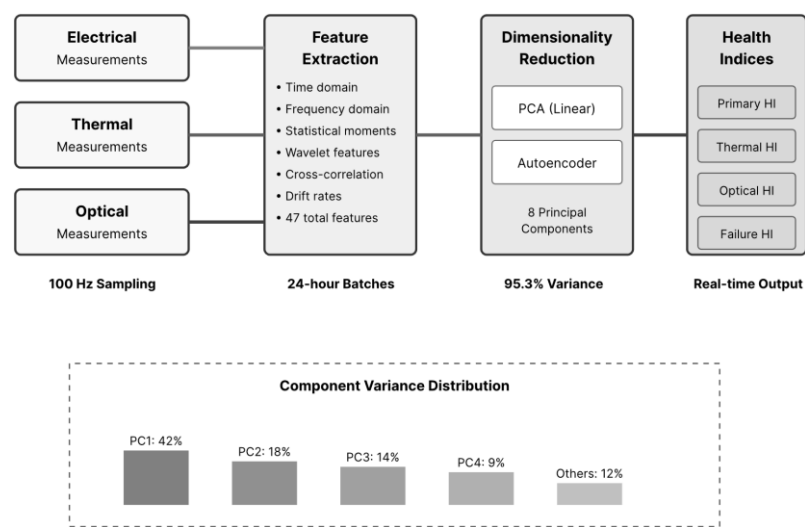 Electrical
Measurements
Thermal
Measurements
Optical
Measurements
100 Hz Sampling
Feature
Extraction
• Time domain
• Frequency domain
• Statistical moments
• Wavelet features
• Cross-correlation
• Drift rates
• 47 total features
24-hour Batches
Dimensionality
Reduction
PCA (Linear)
Autoencoder
8 Principal
Components
95.3% Variance
Health
Indices
Primary HI
Thermal HI
Optical HI
Failure HI
Real-time Output
Component Variance Distribution
PC1: 42%
PC2: 18%
PC3: 14%
PC4: 9%
Others: 12%